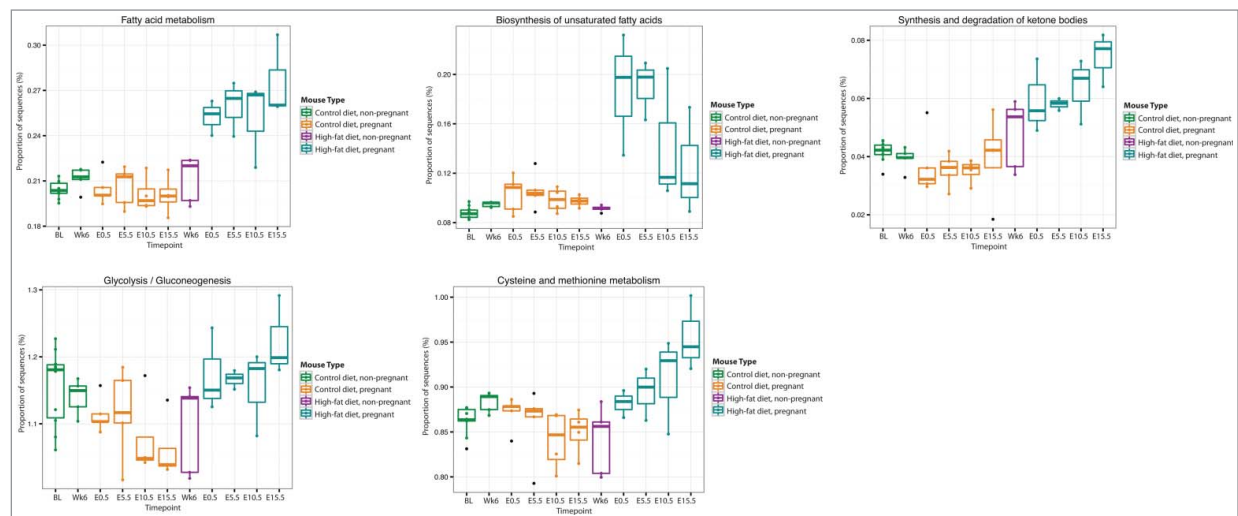 Fatty acid metabolism
Proportion of sequences (%)
0.30
0.26
0.22
0.18
BL Wk6 E0.5 E5.5 E10.5 E15.5 Wk6 E0.5 E5.5 E10.5 E15.5
Timepoint
Mouse Type
Control diet, non-pregnant
Control diet, pregnant
High-fat diet, non-pregnant
High-fat diet, pregnant
Biosynthesis of unsaturated fatty acids
Proportion of sequences (%)
0.20
0.16
0.12
0.08
BL Wk6 E0.5 E5.5 E10.5 E15.5 Wk6 E0.5 E5.5 E10.5 E15.5
Timepoint
Mouse Type
Control diet, non-pregnant
Control diet, pregnant
High-fat diet, non-pregnant
High-fat diet, pregnant
Synthesis and degradation of ketone bodies
Proportion of sequences (%)
0.08
0.06
0.04
0.02
BL Wk6 E0.5 E5.5 E10.5 E15.5 Wk6 E0.5 E5.5 E10.5 E15.5
Timepoint
Mouse Type
Control diet, non-pregnant
Control diet, pregnant
High-fat diet, non-pregnant
High-fat diet, pregnant
Glycolysis / Gluconeogenesis
Proportion of sequences (%)
1.3
1.2
1.1
1.0
BL Wk6 E0.5 E5.5 E10.5 E15.5 Wk6 E0.5 E5.5 E10.5 E15.5
Timepoint
Mouse Type
Control diet, non-pregnant
Control diet, pregnant
High-fat diet, non-pregnant
High-fat diet, pregnant
Cysteine and methionine metabolism
Proportion of sequences (%)
1.00
0.95
0.90
0.85
0.80
BL Wk6 E0.5 E5.5 E10.5 E15.5 Wk6 E0.5 E5.5 E10.5 E15.5
Timepoint
Mouse Type
Control diet, non-pregnant
Control diet, pregnant
High-fat diet, non-pregnant
High-fat diet, pregnant